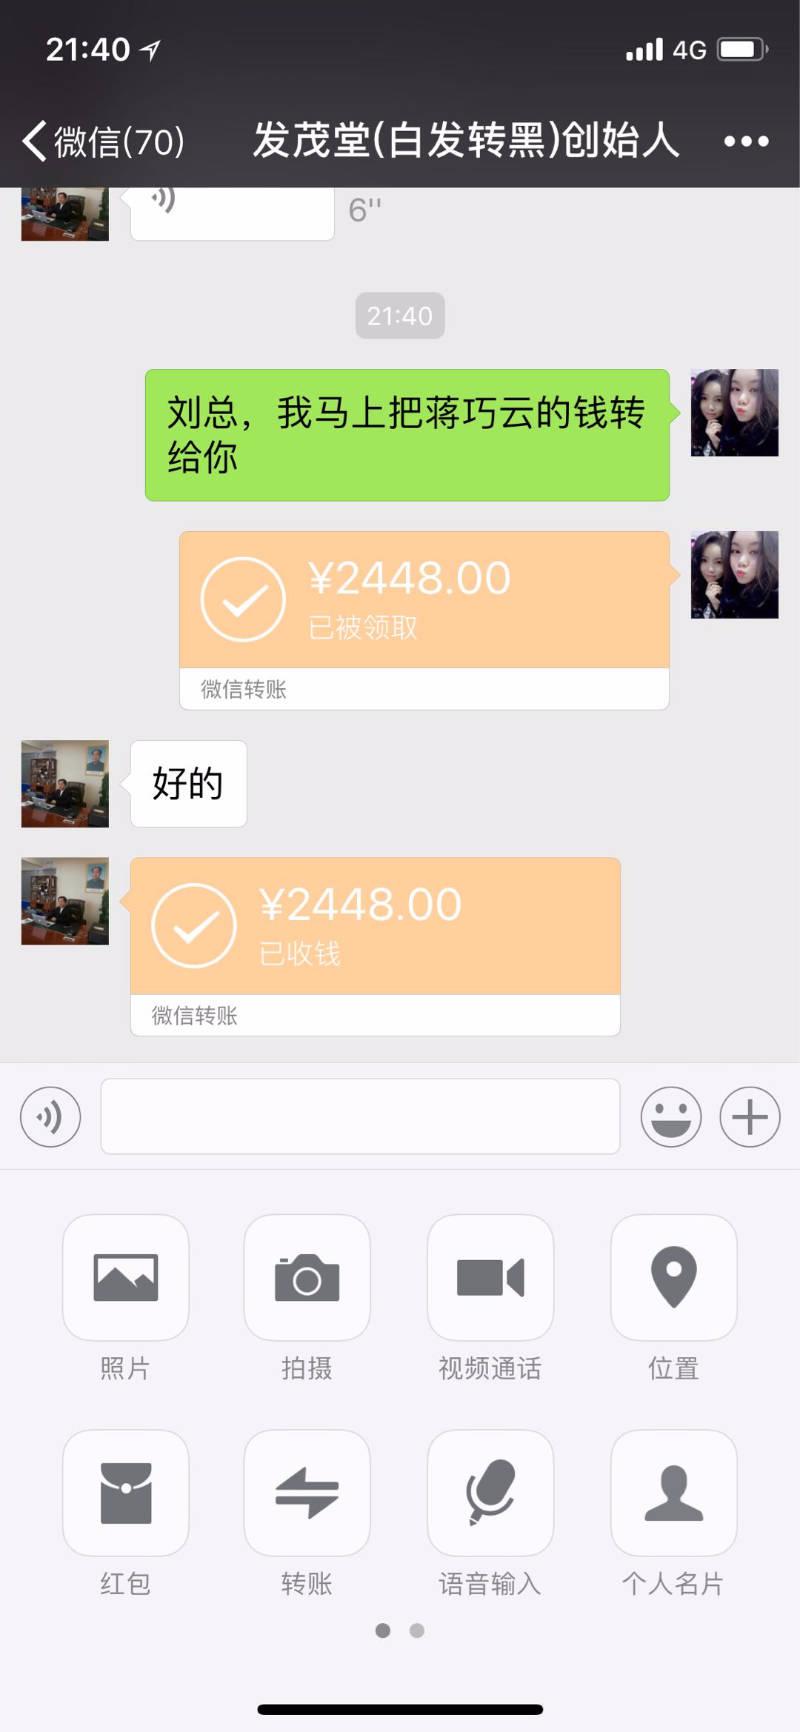 21:40
4G
微信(70)
发茂堂(白发转黑)创始人
6''
21:40
刘总，我马上把蒋巧云的钱转
给你
¥2448.00
已被领取
微信转账
好的
¥2448.00
已收钱
微信转账
照片
拍摄
视频通话
位置
红包
转账
语音输入
个人名片